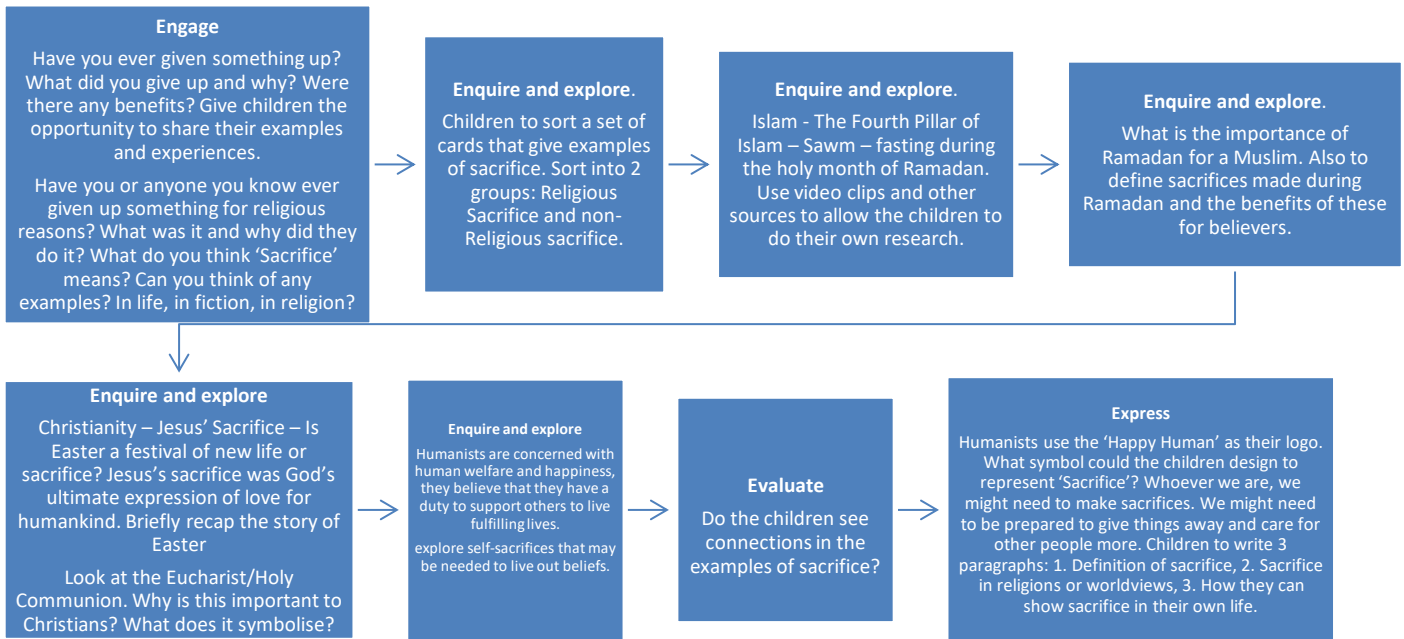 Engage
Have you ever given something up?
What did you give up and why? Were
there any benefits? Give children the
opportunity to share their examples
and experiences.
Have you or anyone you know ever
given up something for religious
reasons? What was it and why did they
do it? What do you think ‘Sacrifice’
means? Can you think of any
examples? In life, in fiction, in religion?
Enquire and explore.
Children to sort a set of
cards that give examples
of sacrifice. Sort into 2
groups: Religious
Sacrifice and non-
Religious sacrifice.
Enquire and explore.
Islam - The Fourth Pillar of
Islam – Sawm – fasting during
the holy month of Ramadan.
Use video clips and other
sources to allow the children to
do their own research.
Enquire and explore.
What is the importance of
Ramadan for a Muslim. Also to
define sacrifices made during
Ramadan and the benefits of these
for believers.
Enquire and explore
Christianity – Jesus’ Sacrifice – Is
Easter a festival of new life or
sacrifice? Jesus’s sacrifice was God’s
ultimate expression of love for
humankind. Briefly recap the story of
Easter
Look at the Eucharist/Holy
Communion. Why is this important to
Christians? What does it symbolise?
Enquire and explore
Humanists are concerned with
human welfare and happiness,
they believe that they have a
duty to support others to live
fulfilling lives.
explore self-sacrifices that may
be needed to live out beliefs.
Evaluate
Do the children see
connections in the
examples of sacrifice?
Express
Humanists use the ‘Happy Human’ as their logo.
What symbol could the children design to
represent ‘Sacrifice’? Whoever we are, we
might need to make sacrifices. We might need
to be prepared to give things away and care for
other people more. Children to write 3
paragraphs: 1. Definition of sacrifice, 2. Sacrifice
in religions or worldviews, 3. How they can
show sacrifice in their own life.